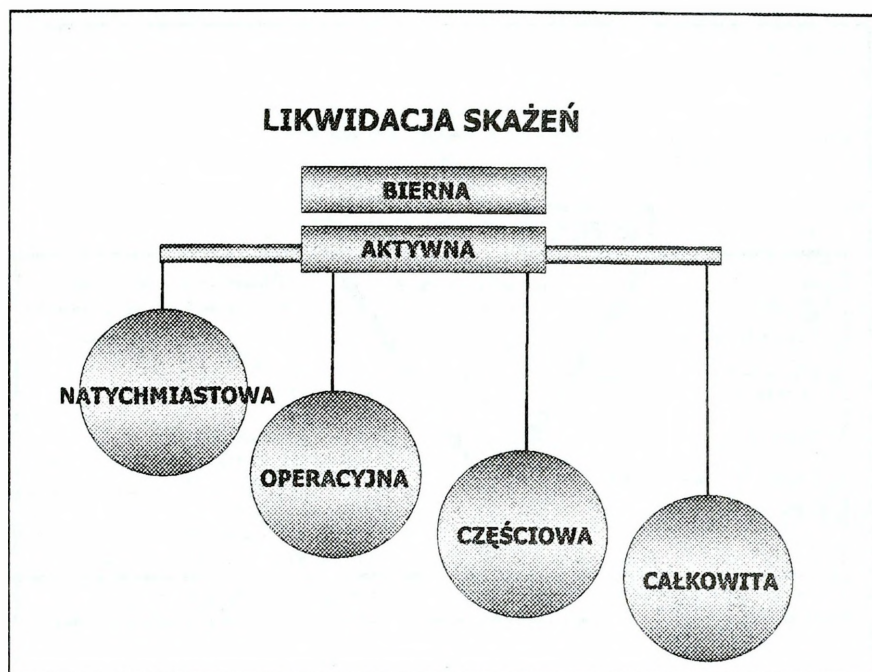 LIKWIDACJA SKAŻEŃ
BIERNA
AKTYWNA
NATYCHMIASTOWA
OPERACYJNA
CZĘŚCIOWA
CAŁKOWITA